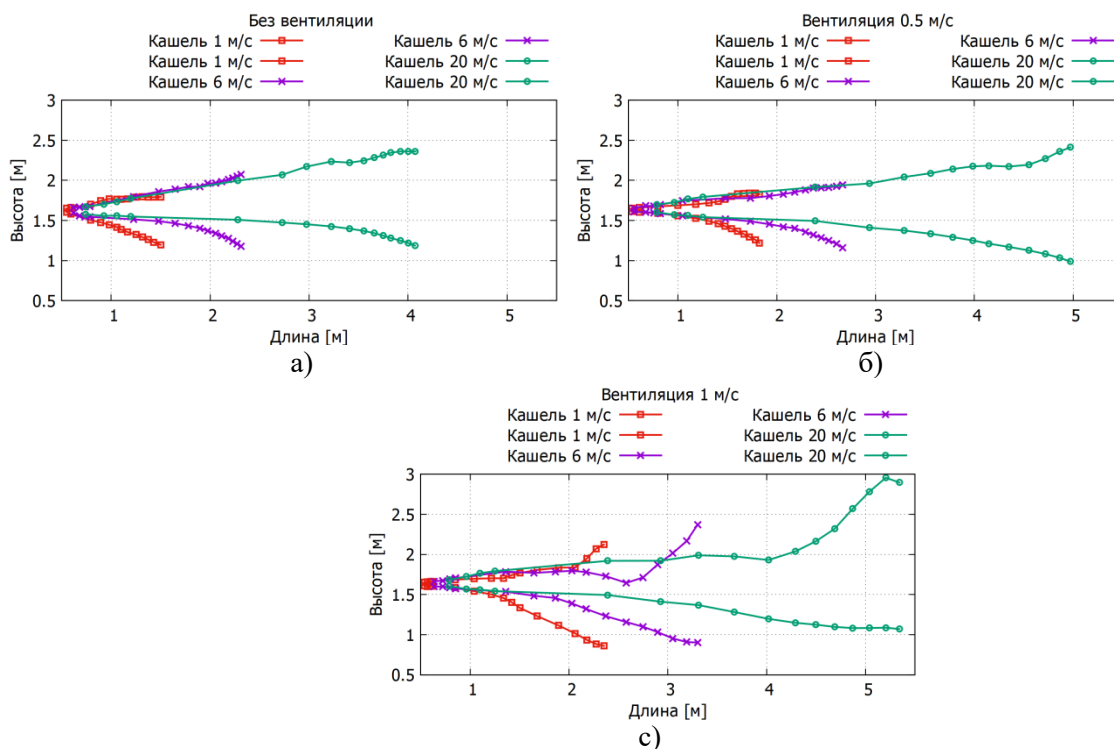 Без вентиляции
Кашель 1 м/с
Кашель 1 м/с
Кашель 6 м/с
Кашель 6 м/с
Кашель 20 м/с
Кашель 20 м/с
3
2.5
2
1.5
1
0.5
Высота [м]
1 2 3 4 5
Длина [м]
а)
Вентиляция 0.5 м/с
Кашель 1 м/с
Кашель 1 м/с
Кашель 6 м/с
Кашель 6 м/с
Кашель 20 м/с
Кашель 20 м/с
3
2.5
2
1.5
1
0.5
Высота [м]
1 2 3 4 5
Длина [м]
б)
Вентиляция 1 м/с
Кашель 1 м/с
Кашель 1 м/с
Кашель 6 м/с
Кашель 6 м/с
Кашель 20 м/с
Кашель 20 м/с
3
2.5
2
1.5
1
0.5
Высота [м]
1 2 3 4 5
Длина [м]
с)